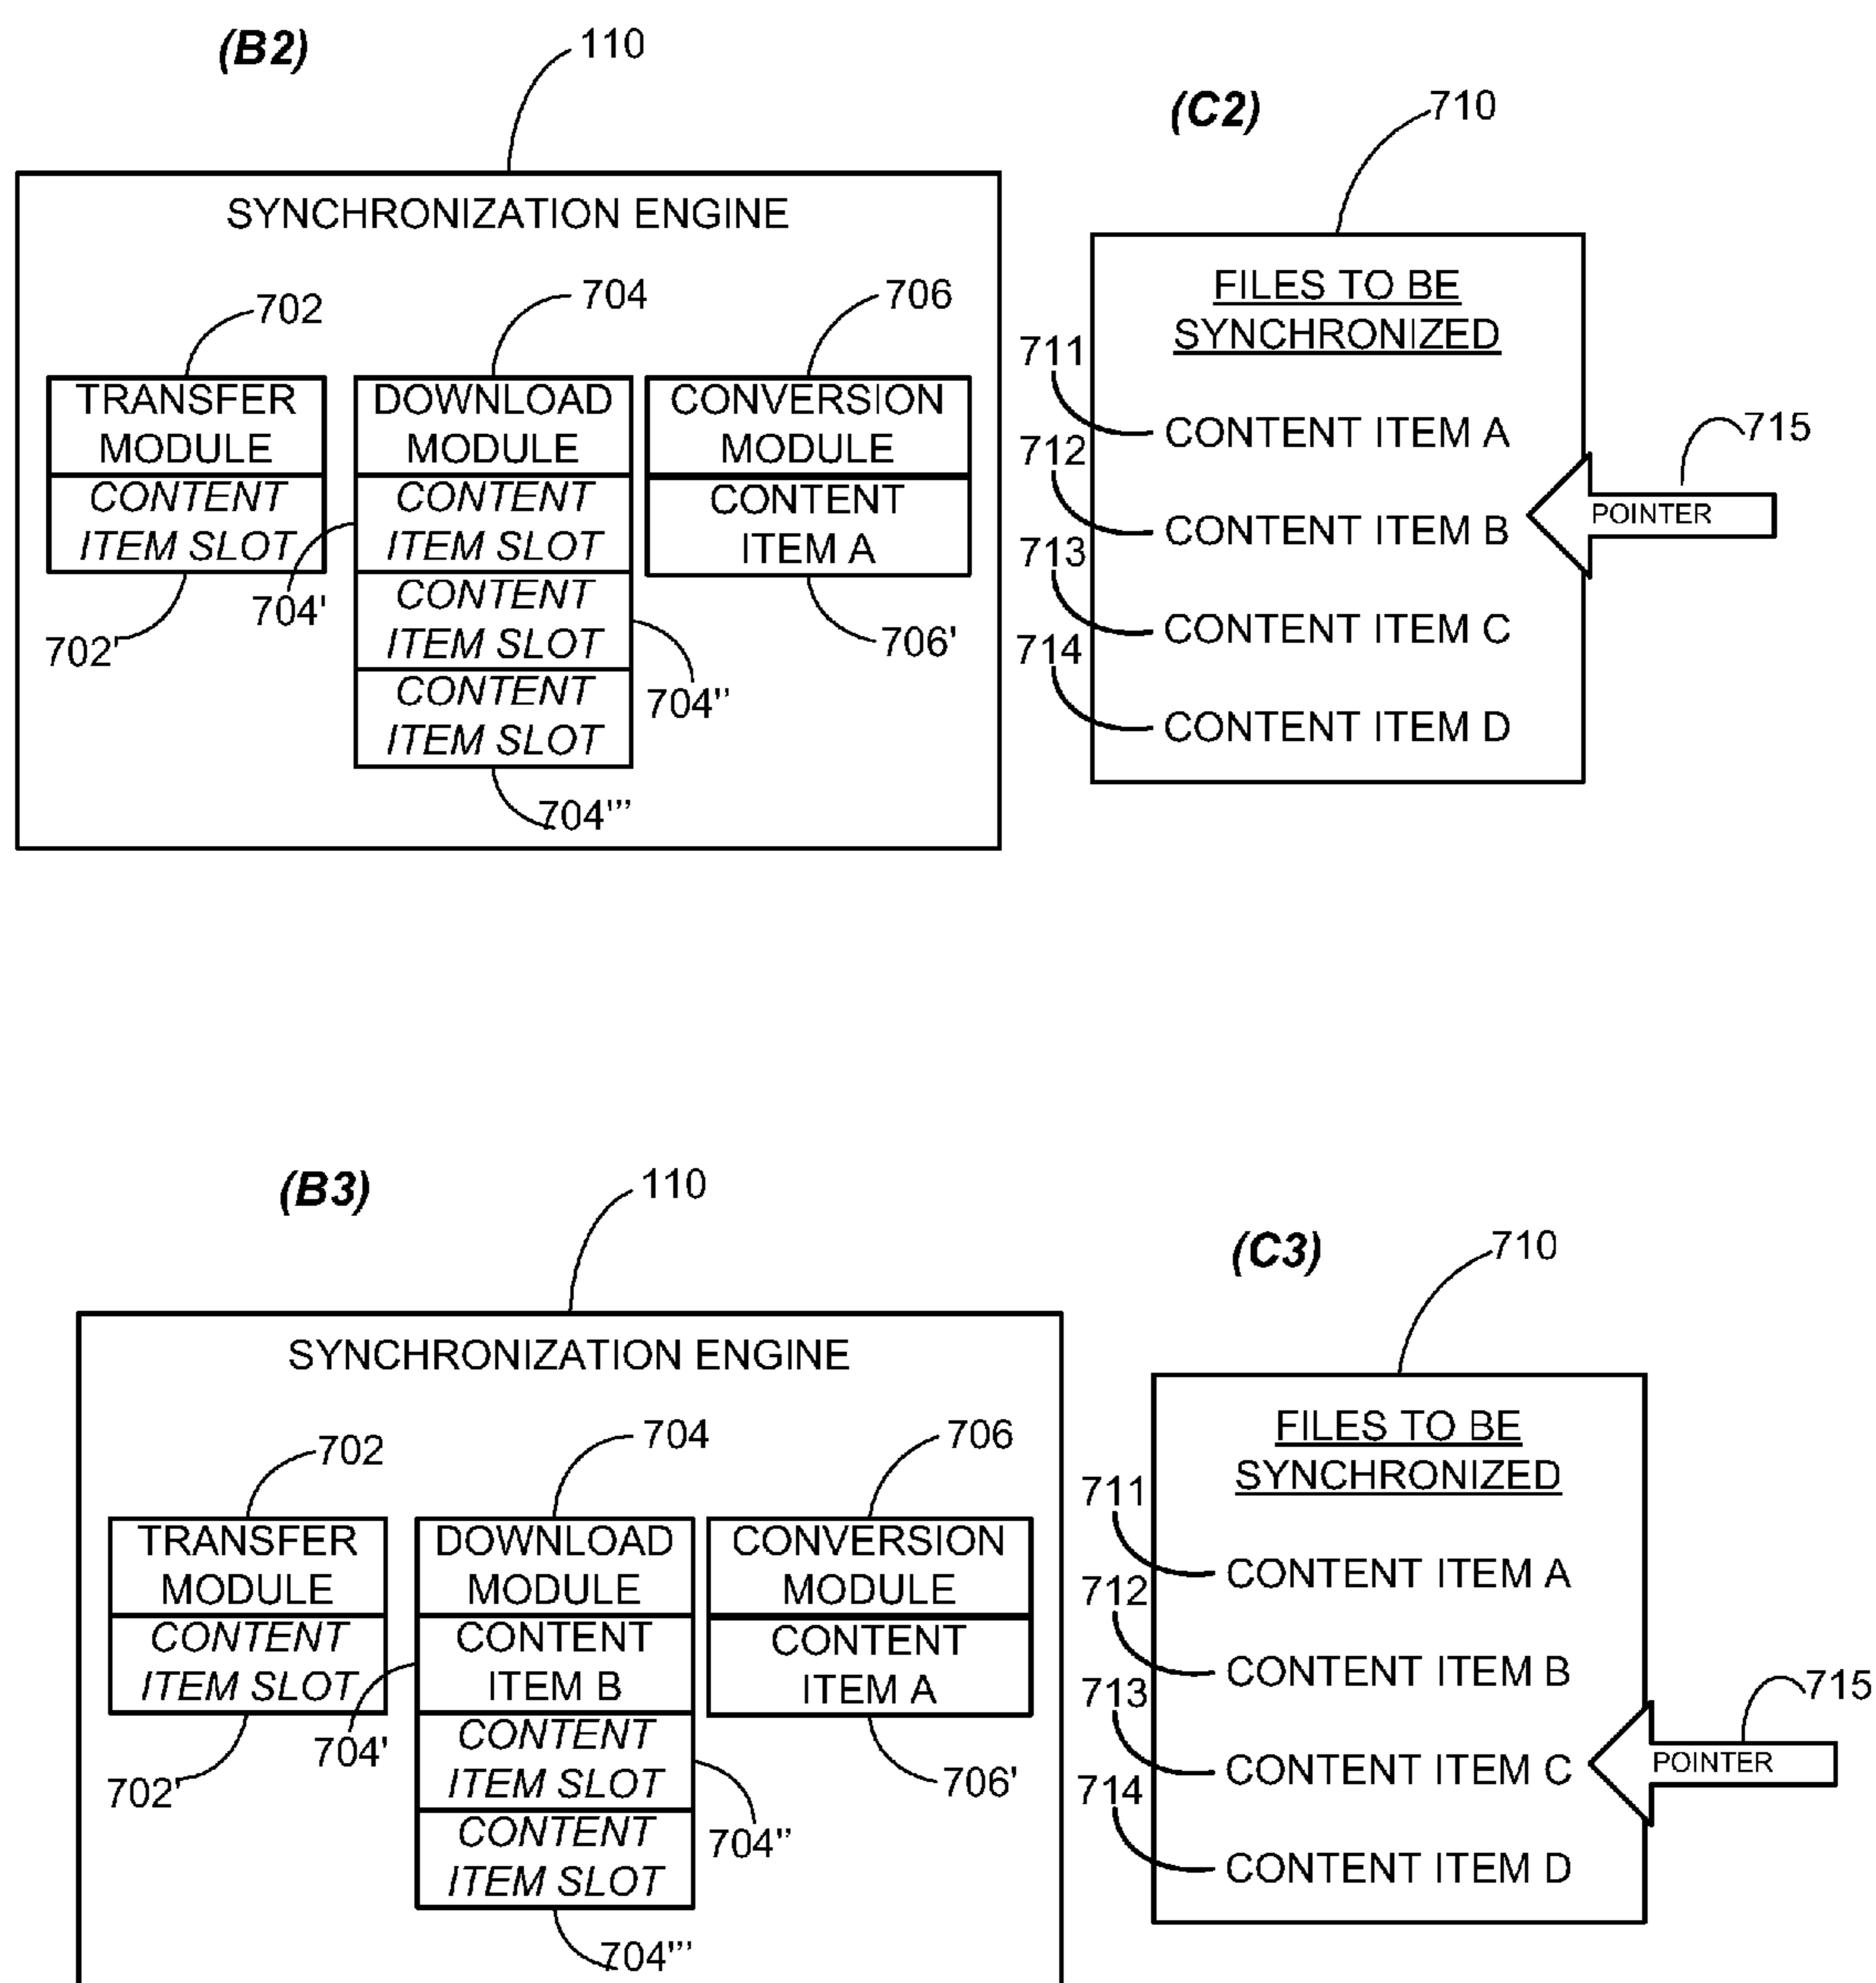 (B2)
110
SYNCHRONIZATION ENGINE
702
704
706
TRANSFER
MODULE
CONTENT
ITEM SLOT
702'
DOWNLOAD
MODULE
CONTENT
ITEM SLOT
CONTENT
ITEM SLOT
CONTENT
ITEM SLOT
704'
704''
704'''
CONVERSION
MODULE
CONTENT
ITEM A
706'
(C2)
710
FILES TO BE
SYNCHRONIZED
711
CONTENT ITEM A
712
CONTENT ITEM B
713
CONTENT ITEM C
714
CONTENT ITEM D
715
POINTER
(B3)
110
SYNCHRONIZATION ENGINE
702
704
706
TRANSFER
MODULE
CONTENT
ITEM SLOT
702'
DOWNLOAD
MODULE
CONTENT
ITEM B
CONTENT
ITEM SLOT
CONTENT
ITEM SLOT
704'
704''
704'''
CONVERSION
MODULE
CONTENT
ITEM A
706'
(C3)
710
FILES TO BE
SYNCHRONIZED
711
CONTENT ITEM A
712
CONTENT ITEM B
713
CONTENT ITEM C
714
CONTENT ITEM D
715
POINTER